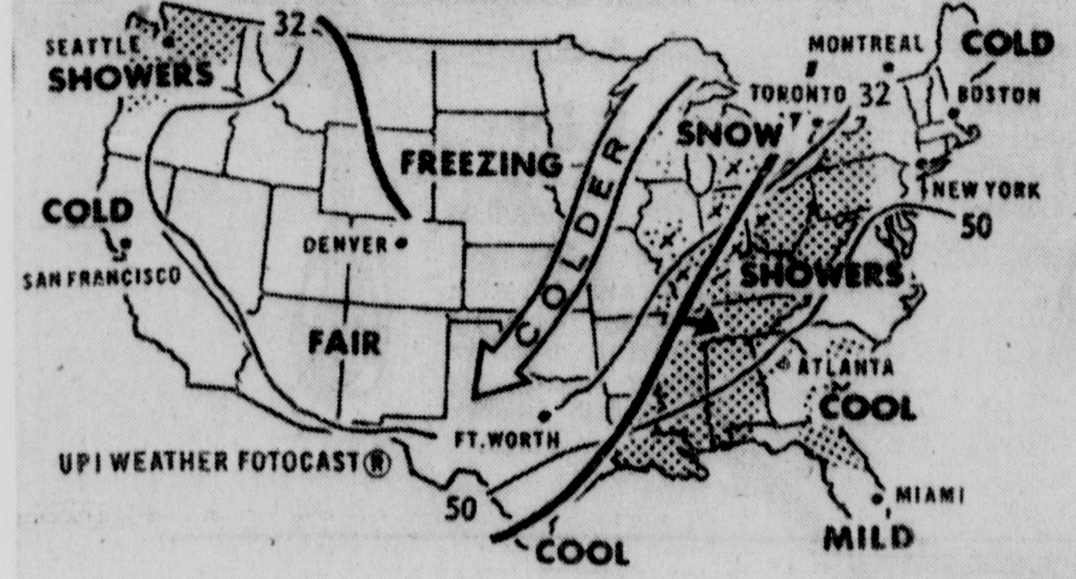 32
SEATTLE
SHOWERS
MONTREAL
COLD
TORONTO 32
BOSTON
SNOW
FREEZING
COLDER
NEW YORK
COLD
50
DENVER
SAN FRANCISCO
SHOWERS
FAIR
ATLANTA
COOL
FT. WORTH
UPI WEATHER FOTOCAST®
50
MIAMI
MILD
COOL